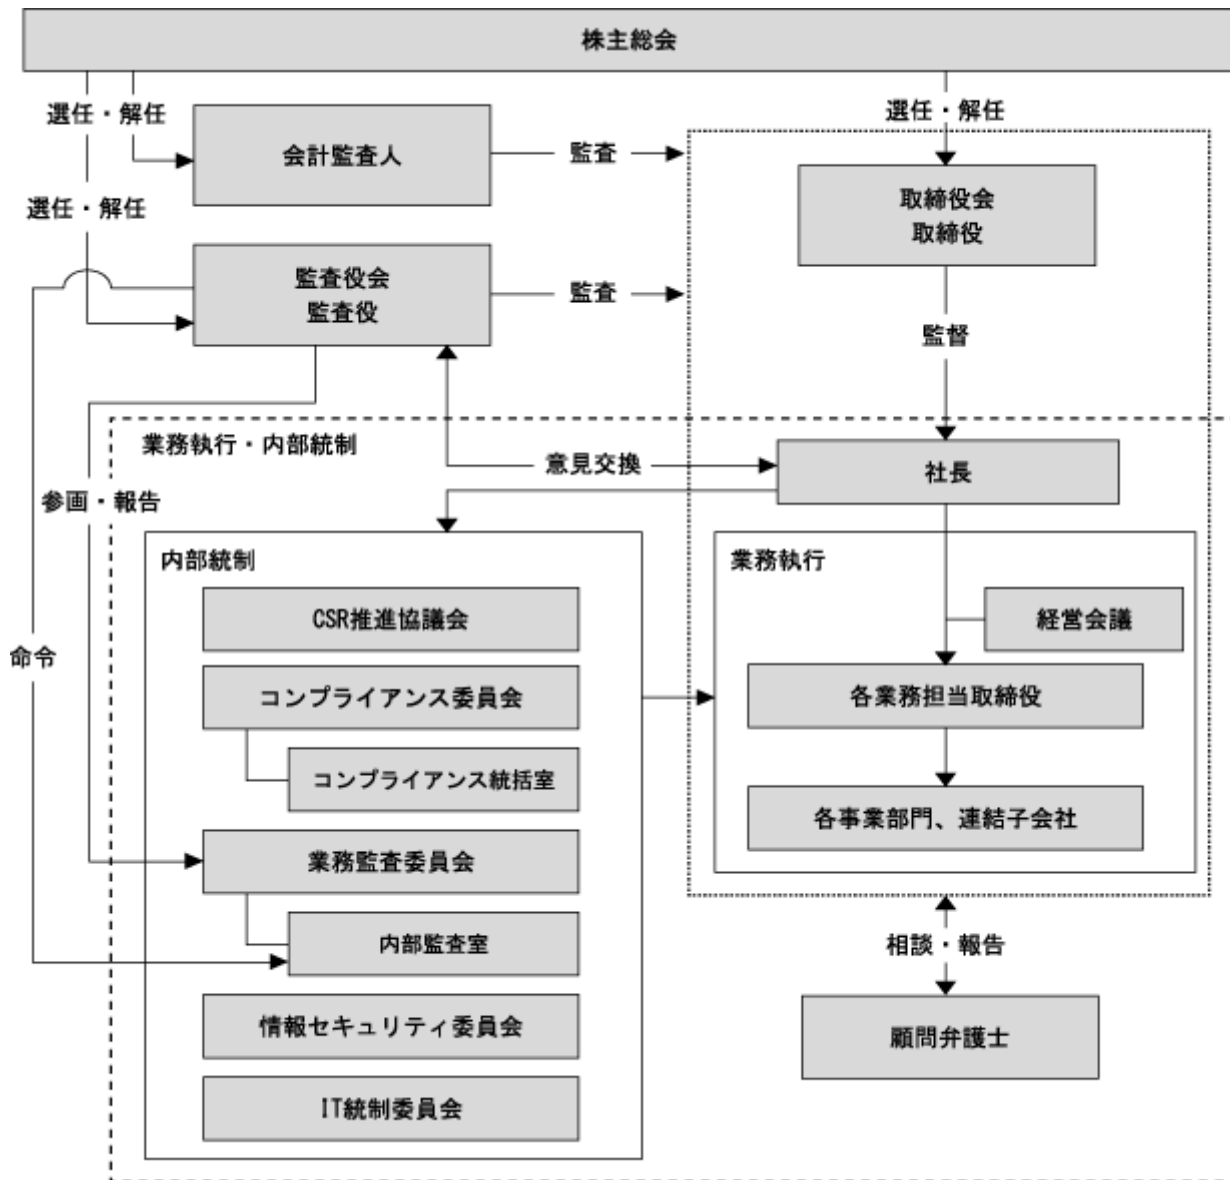 株主総会
選任・解任
会計監査人
監査
選任・解任
選任・解任
取締役会
取締役
監査役会
監査役
監査
監督
業務執行・内部統制
意見交換
社長
参画・報告
内部統制
業務執行
CSR推進協議会
経営会議
命令
コンプライアンス委員会
各業務担当取締役
コンプライアンス統括室
各事業部門、連結子会社
業務監査委員会
内部監査室
相談・報告
情報セキュリティ委員会
顧問弁護士
IT統制委員会